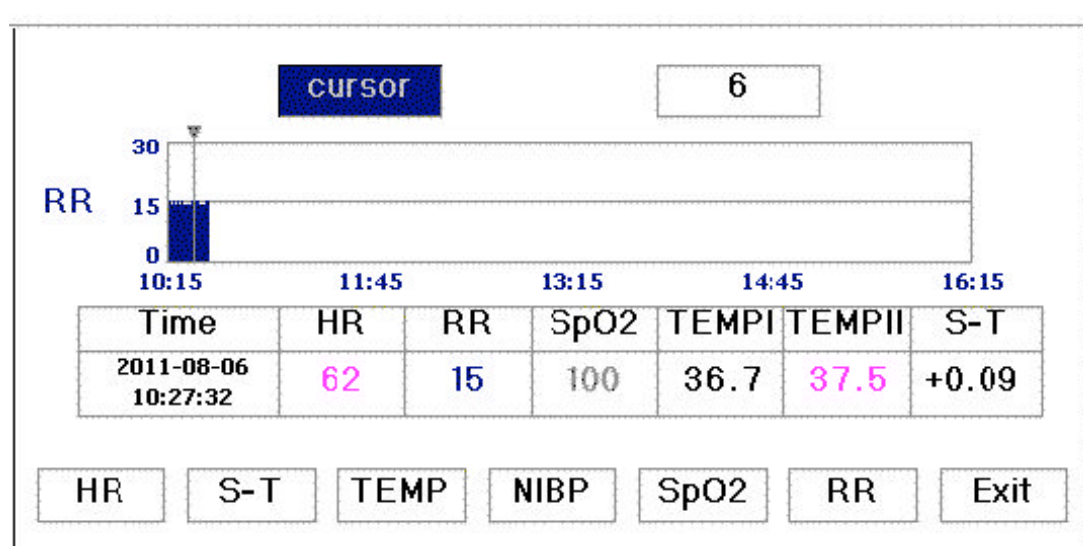 cursor 6
30
RR 15
0
10:15 11:45 13:15 14:45 16:15
Time HR RR SpO2 TEMPI TEMPII S-T
2011-08-06
10:27:32 62 15 100 36.7 37.5 +0.09
HR S-T TEMP NIBP SpO2 RR Exit